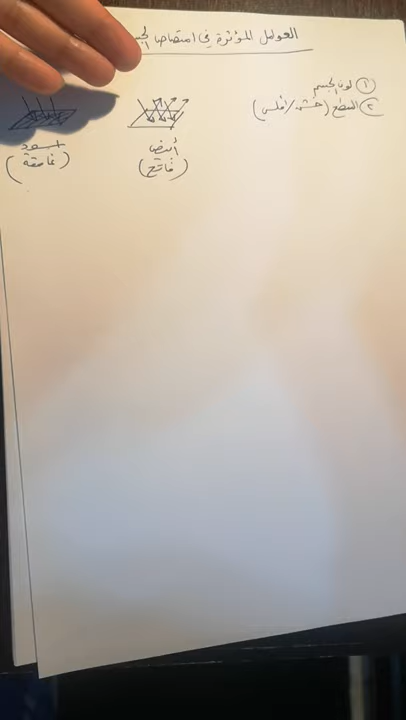 العوامل المؤثرة في امتصاص
① لون الجسم
② السطح (خشن/أملس)
أبيض
(فاتح)
أسود
(غامقة)